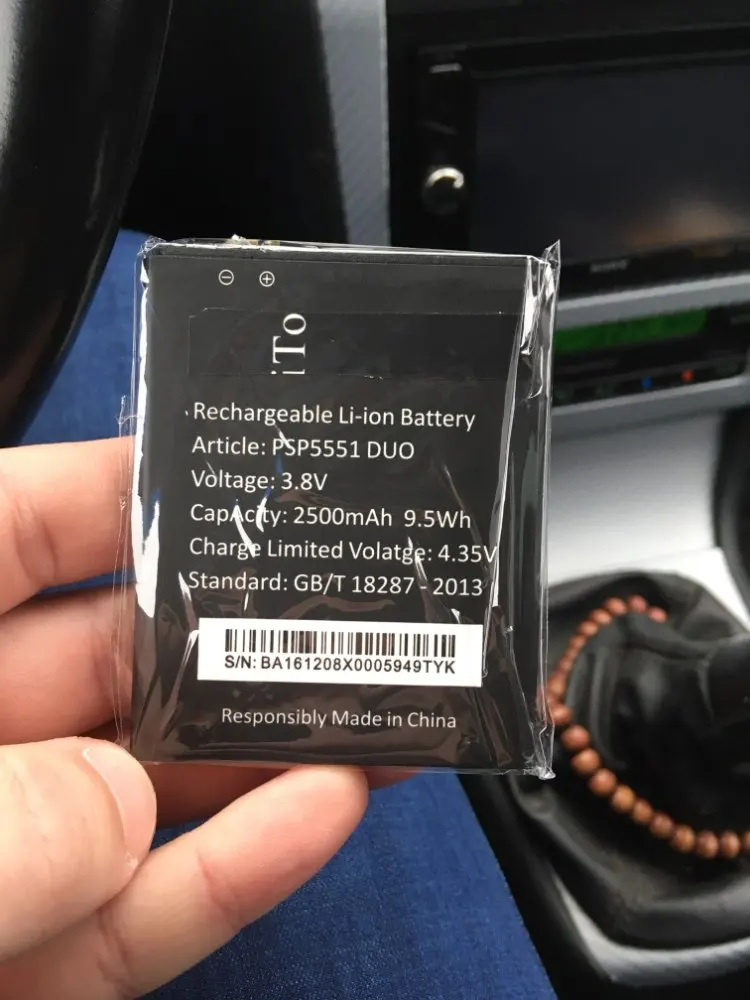 iTo
Rechargeable Li-ion Battery
Article: PSP5551 DUO
Voltage: 3.8V
Capacity: 2500mAh 9.5Wh
Charge Limited Volatge: 4.35V
Standard: GB/T 18287 - 2013
S/N: BA161208X0005949TYK
Responsibly Made in China